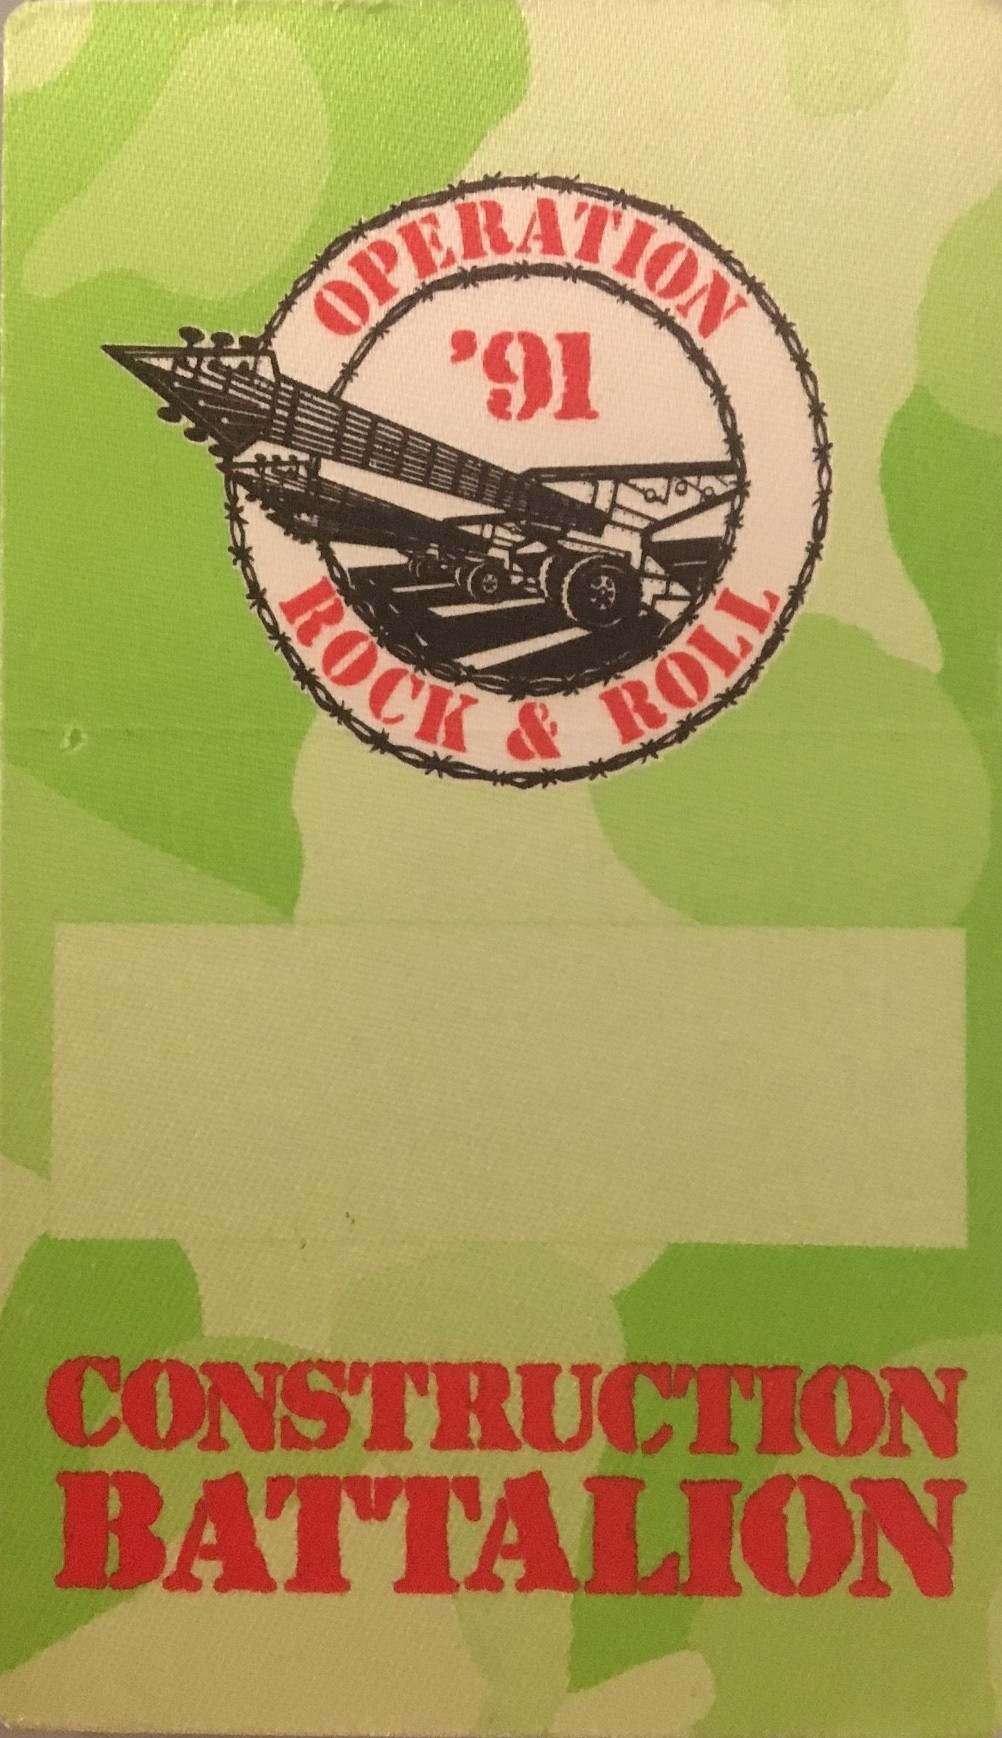 OPERATION
'91
ROCK & ROLL
CONSTRUCTION
BATTALION